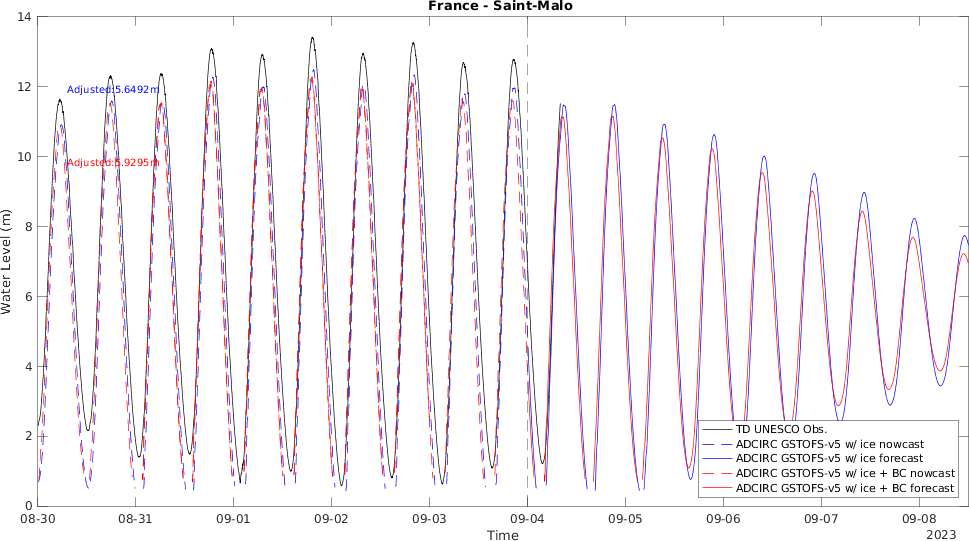 France - Saint-Malo
14
12
10
8
6
4
2
0
Water Level (m)
Adjusted:5.6492m
Adjusted:5.9295m
TD UNESCO Obs.
ADCIRC GSTOFS-v5 w/ ice nowcast
ADCIRC GSTOFS-v5 w/ ice forecast
ADCIRC GSTOFS-v5 w/ ice + BC nowcast
ADCIRC GSTOFS-v5 w/ ice + BC forecast
08-30 08-31 09-01 09-02 09-03 09-04 09-05 09-06 09-07 09-08
Time
2023